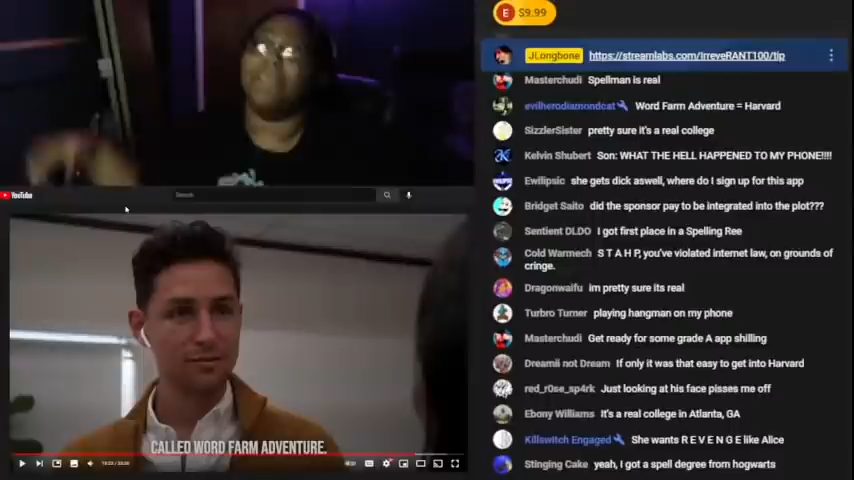 E $9.99
JLongbone https://streamlabs.com/IrreveRANT100/tip
Masterchudi Spellman is real
evilherodiamondcat Word Farm Adventure = Harvard
SizzlerSister pretty sure it's a real college
Kelvin Shubert Son: WHAT THE HELL HAPPENED TO MY PHONE!!!!
Ewilipsic she gets dick aswell, where do I sign up for this app
Bridget Saito did the sponsor pay to be integrated into the plot???
Sentient DLDO I got first place in a Spelling Ree
Cold Warmech S T A H P, you've violated internet law, on grounds of
cringe.
Dragonwaifu im pretty sure its real
Turbro Turner playing hangman on my phone
Masterchudi Get ready for some grade A app shilling
Dreamii not Dream If only it was that easy to get into Harvard
red_r0se_sp4rk Just looking at his face pisses me off
Ebony Williams It's a real college in Atlanta, GA
Killswitch Engaged She wants R E V E N G E like Alice
Stinging Cake yeah, I got a spell degree from hogwarts
YouTube
Search
CALLED WORD FARM ADVENTURE.